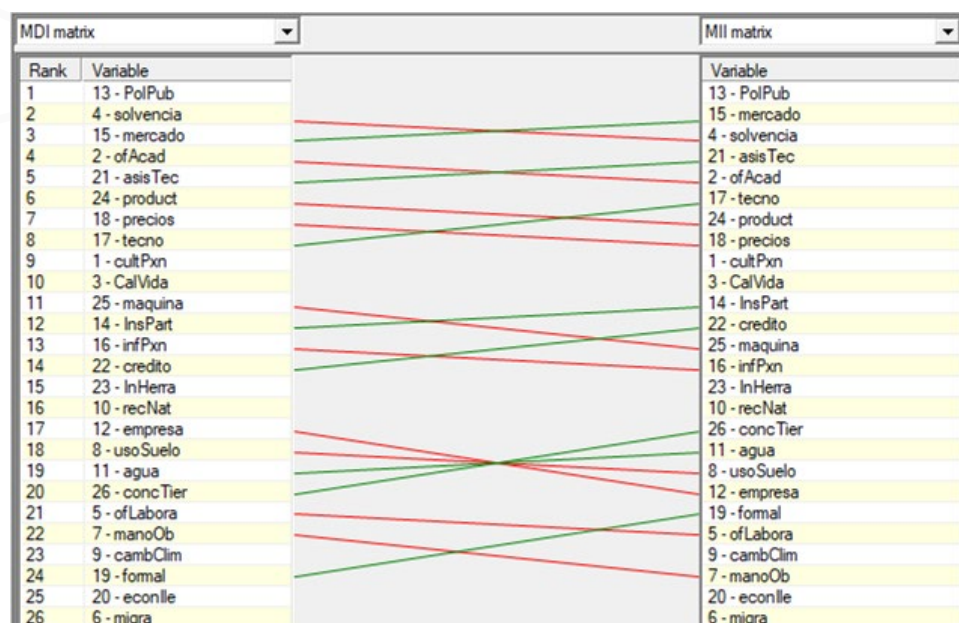 MDI matrix MII matrix
Rank Variable Variable
1 13 - PolPub 13 - PolPub
2 4 - solvencia 15 - mercado
3 15 - mercado 4 - solvencia
4 2 - ofAcad 21 - asisTec
5 21 - asisTec 2 - ofAcad
6 24 - product 17 - tecno
7 18 - precios 24 - product
8 17 - tecno 18 - precios
9 1 - cultPxn 1 - cultPxn
10 3 - CalVida 3 - CalVida
11 25 - maquina 14 - InsPart
12 14 - InsPart 22 - credito
13 16 - infPxn 25 - maquina
14 22 - credito 16 - infPxn
15 23 - InHerra 23 - InHerra
16 10 - recNat 10 - recNat
17 12 - empresa 26 - concTier
18 8 - usoSuelo 11 - agua
19 11 - agua 8 - usoSuelo
20 26 - concTier 12 - empresa
21 5 - ofLabora 19 - formal
22 7 - manoOb 5 - ofLabora
23 9 - cambClim 9 - cambClim
24 19 - formal 7 - manoOb
25 20 - econIle 20 - econIle
26 6 - migra 6 - migra